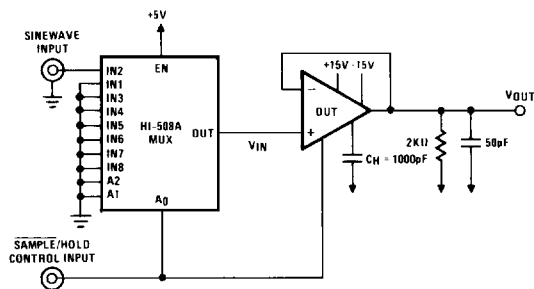 +5V
SINEWAVE
INPUT
EN
IN2
IN1
IN3
IN4
IN5
IN6
IN7
IN8
A2
A1
HI-508A
MUX
OUT
A0
VIN
+15V
-15V
−
OUT
+
CH = 1000pF
VOUT
2KΩ
50pF
SAMPLE/HOLD
CONTROL INPUT